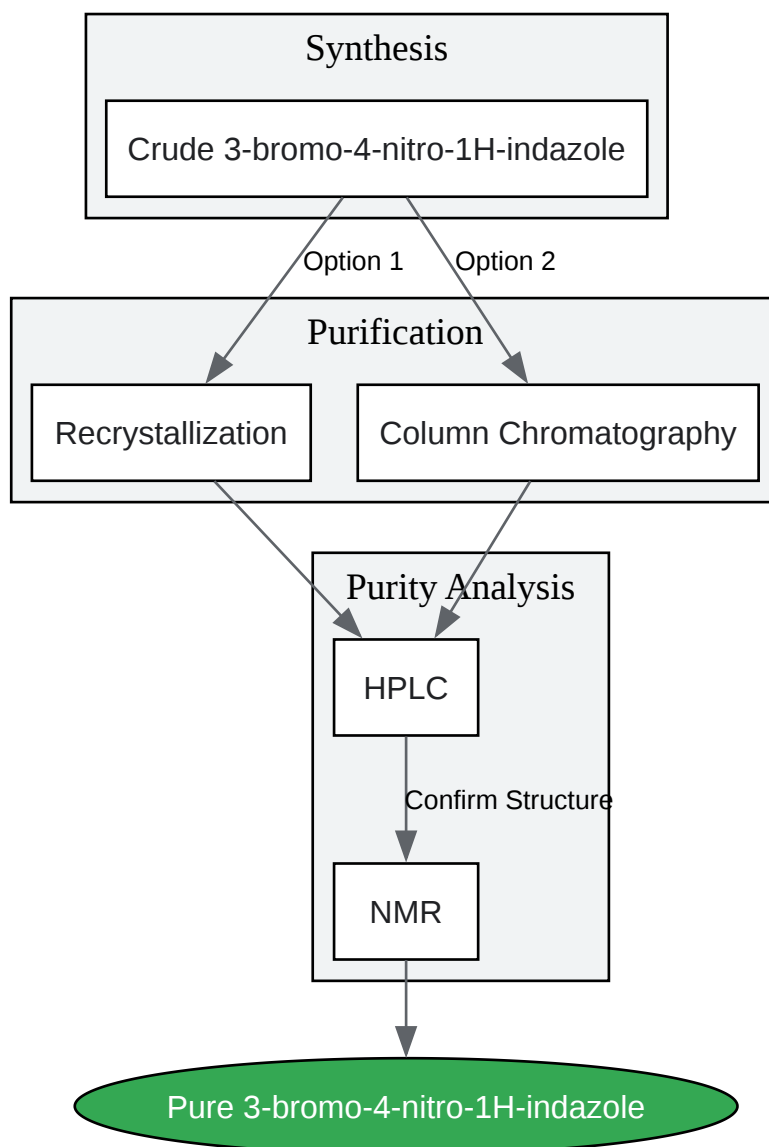 Synthesis
Crude 3-bromo-4-nitro-1H-indazole
Option 1
Option 2
Purification
Recrystallization
Column Chromatography
Purity Analysis
HPLC
Confirm Structure
NMR
Pure 3-bromo-4-nitro-1H-indazole